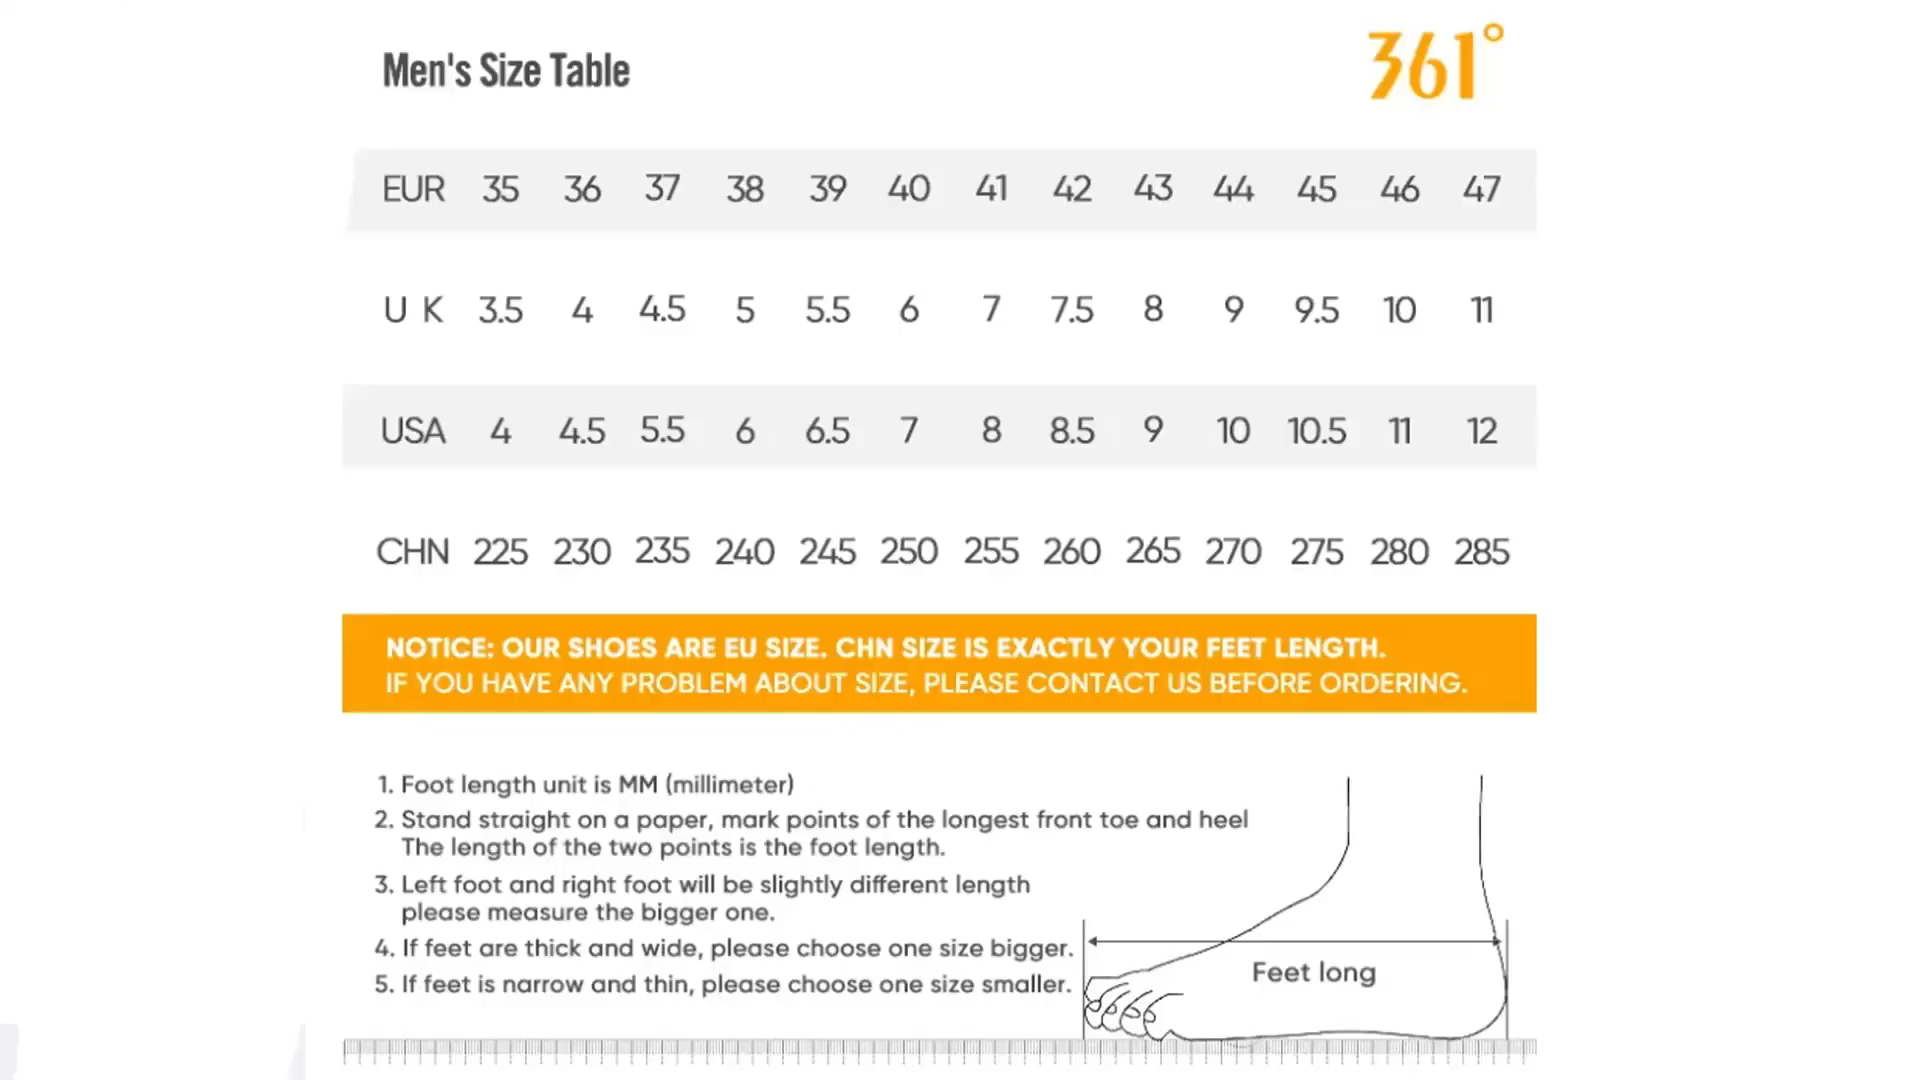 Men's Size Table
361°
EUR 35 36 37 38 39 40 41 42 43 44 45 46 47
U K 3.5 4 4.5 5 5.5 6 7 7.5 8 9 9.5 10 11
USA 4 4.5 5.5 6 6.5 7 8 8.5 9 10 10.5 11 12
CHN 225 230 235 240 245 250 255 260 265 270 275 280 285
NOTICE: OUR SHOES ARE EU SIZE. CHN SIZE IS EXACTLY YOUR FEET LENGTH.
IF YOU HAVE ANY PROBLEM ABOUT SIZE, PLEASE CONTACT US BEFORE ORDERING.
1. Foot length unit is MM (millimeter)
2. Stand straight on a paper, mark points of the longest front toe and heel
The length of the two points is the foot length.
3. Left foot and right foot will be slightly different length
please measure the bigger one.
4. If feet are thick and wide, please choose one size bigger.
5. If feet is narrow and thin, please choose one size smaller.
Feet long